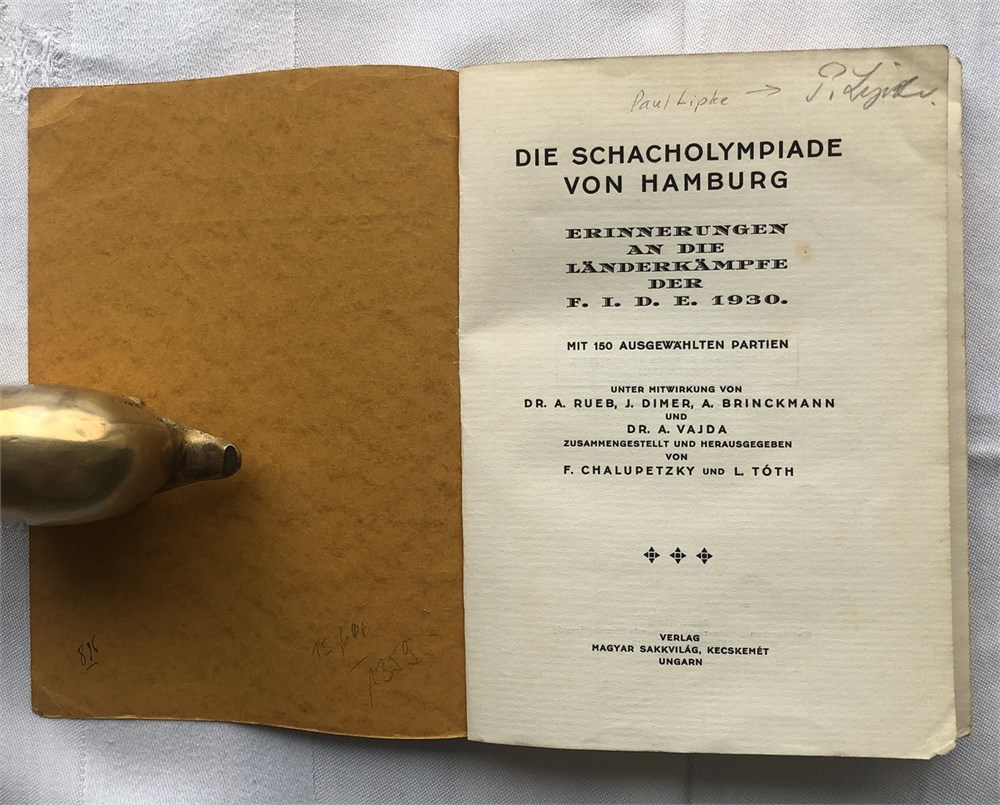 896
Paul Lipke → P. Lipke.
DIE SCHACHOLYMPIADE
VON HAMBURG
ERINNERUNGEN
AN DIE
LÄNDERKÄMPFE
DER
F. I. D. E. 1930.
MIT 150 AUSGEWÄHLTEN PARTIEN
UNTER MITWIRKUNG VON
DR. A. RUEB, J. DIMER, A. BRINCKMANN
UND
DR. A. VAJDA
ZUSAMMENGESTELLT UND HERAUSGEGEBEN
VON
F. CHALUPETZKY UND L. TÓTH
VERLAG
MAGYAR SAKKVILÁG, KECSKEMÉT
UNGARN